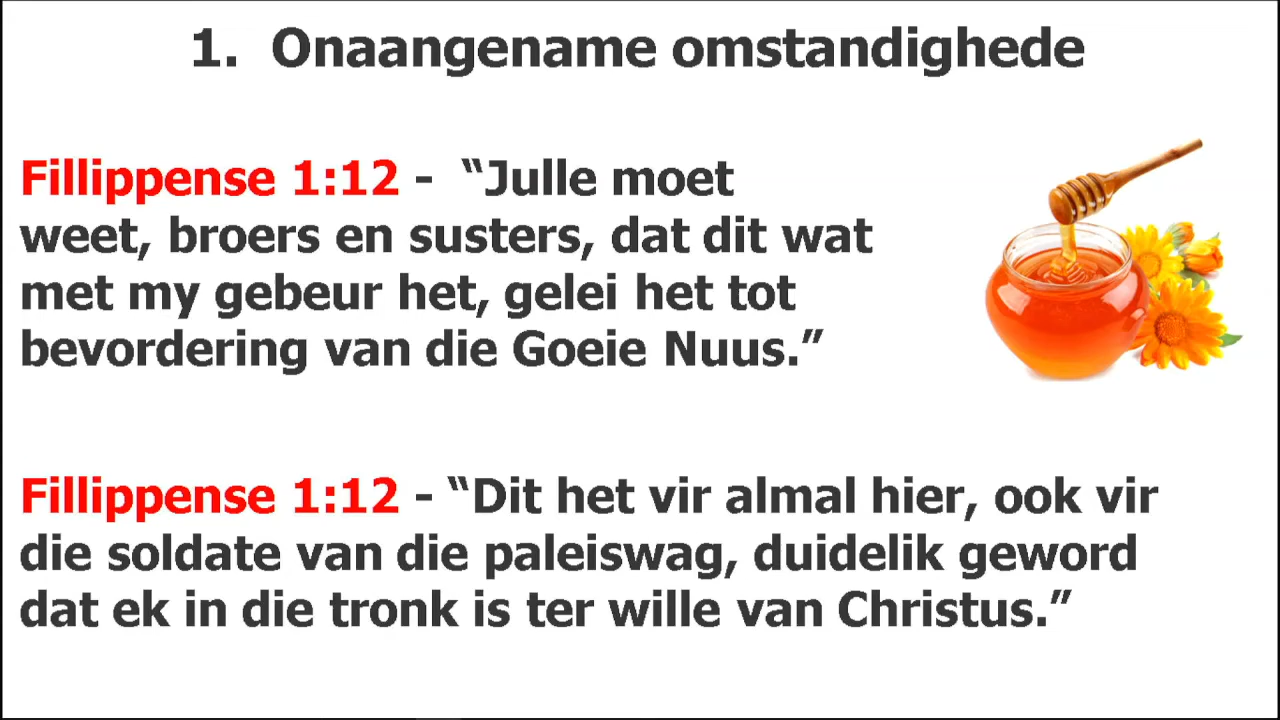 1. Onaangename omstandighede
Fillippense 1:12 - “Julle moet
weet, broers en susters, dat dit wat
met my gebeur het, gelei het tot
bevordering van die Goeie Nuus.”
Fillippense 1:12 - “Dit het vir almal hier, ook vir
die soldate van die paleiswag, duidelik geword
dat ek in die tronk is ter wille van Christus.”